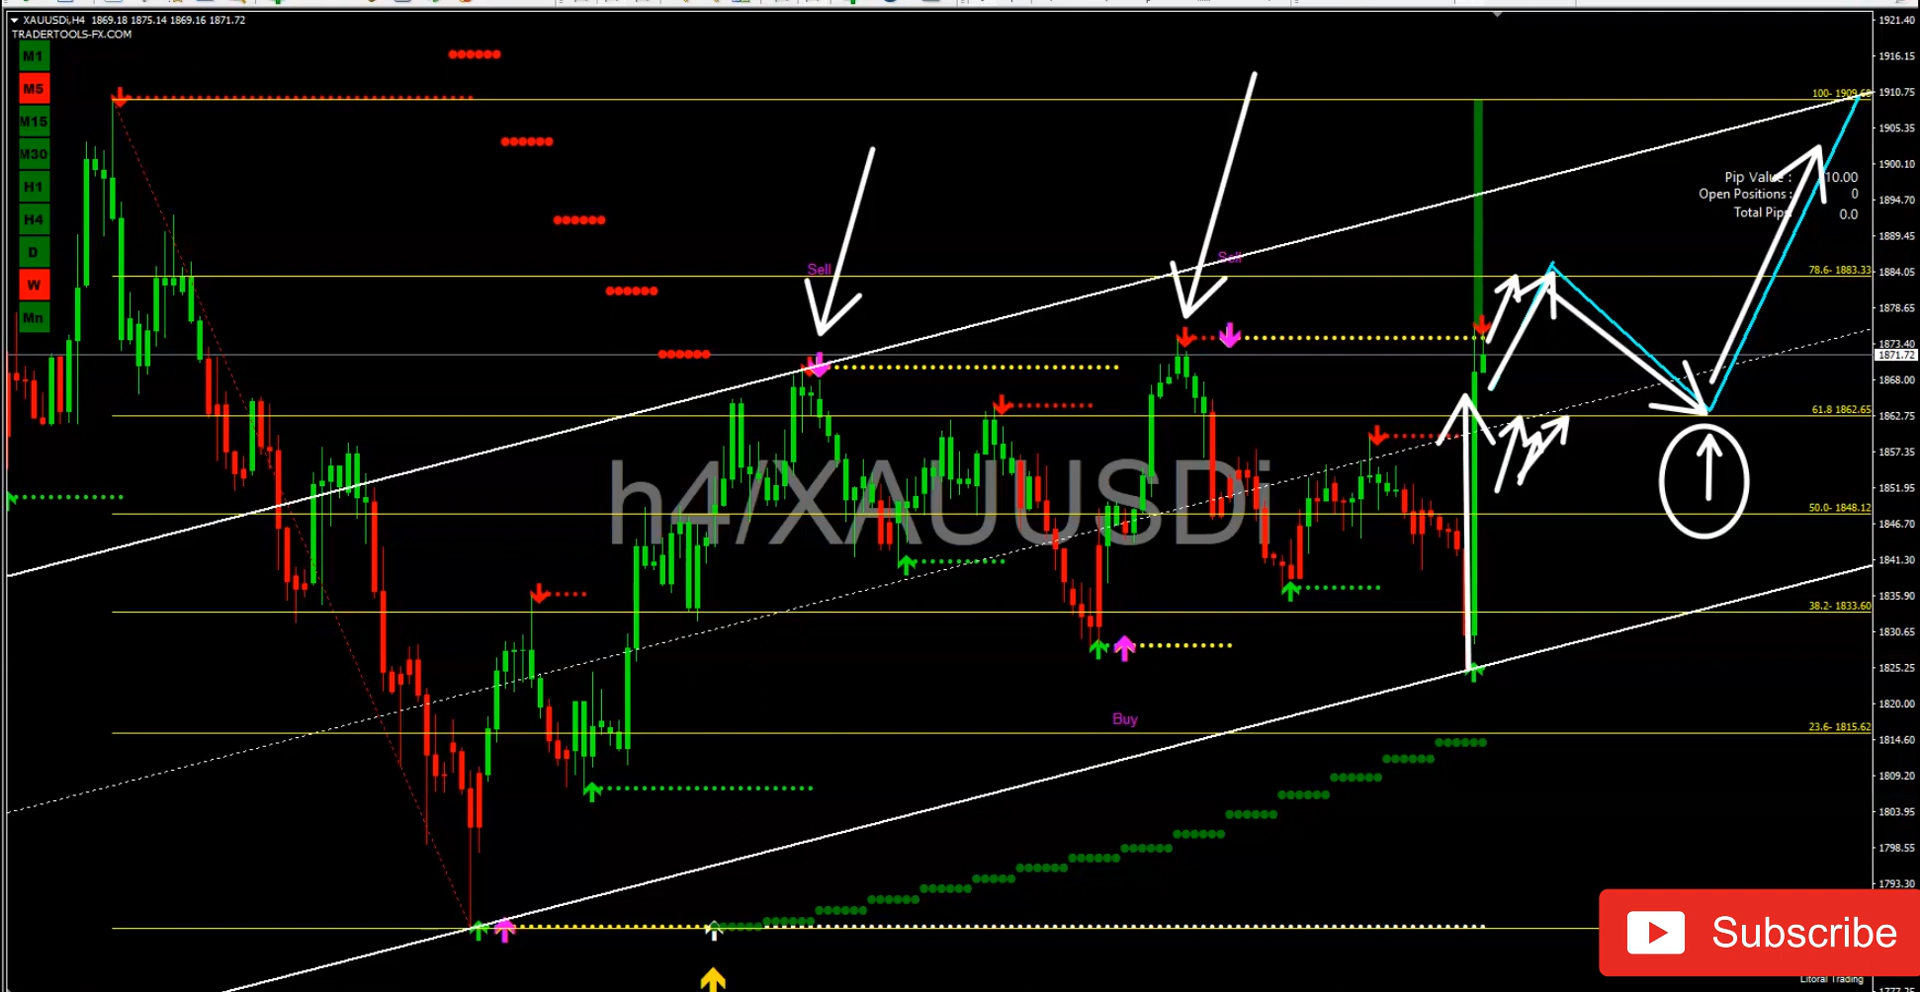 XAUUSDi,H4 1869.18 1875.14 1869.16 1871.72
TRADERTOOLS-FX.COM
M1
M5
M15
M30
H1
H4
D
W
Mn
Sell
Sell
Buy
h4/XAUUSDi
Pip Value : 10.00
Open Positions : 0
Total Pips 0.0
100- 1909.68
78.6- 1883.33
61.8 1862.65
50.0- 1848.12
38.2- 1833.60
23.6- 1815.62
1921.40
1916.15
1910.75
1905.35
1900.10
1894.70
1889.45
1884.05
1878.65
1873.40
1871.72
1868.00
1862.75
1857.35
1851.95
1846.70
1841.30
1835.90
1830.65
1825.25
1820.00
1814.60
1809.20
1803.95
1798.55
1793.30
Subscribe
Litoral Trading